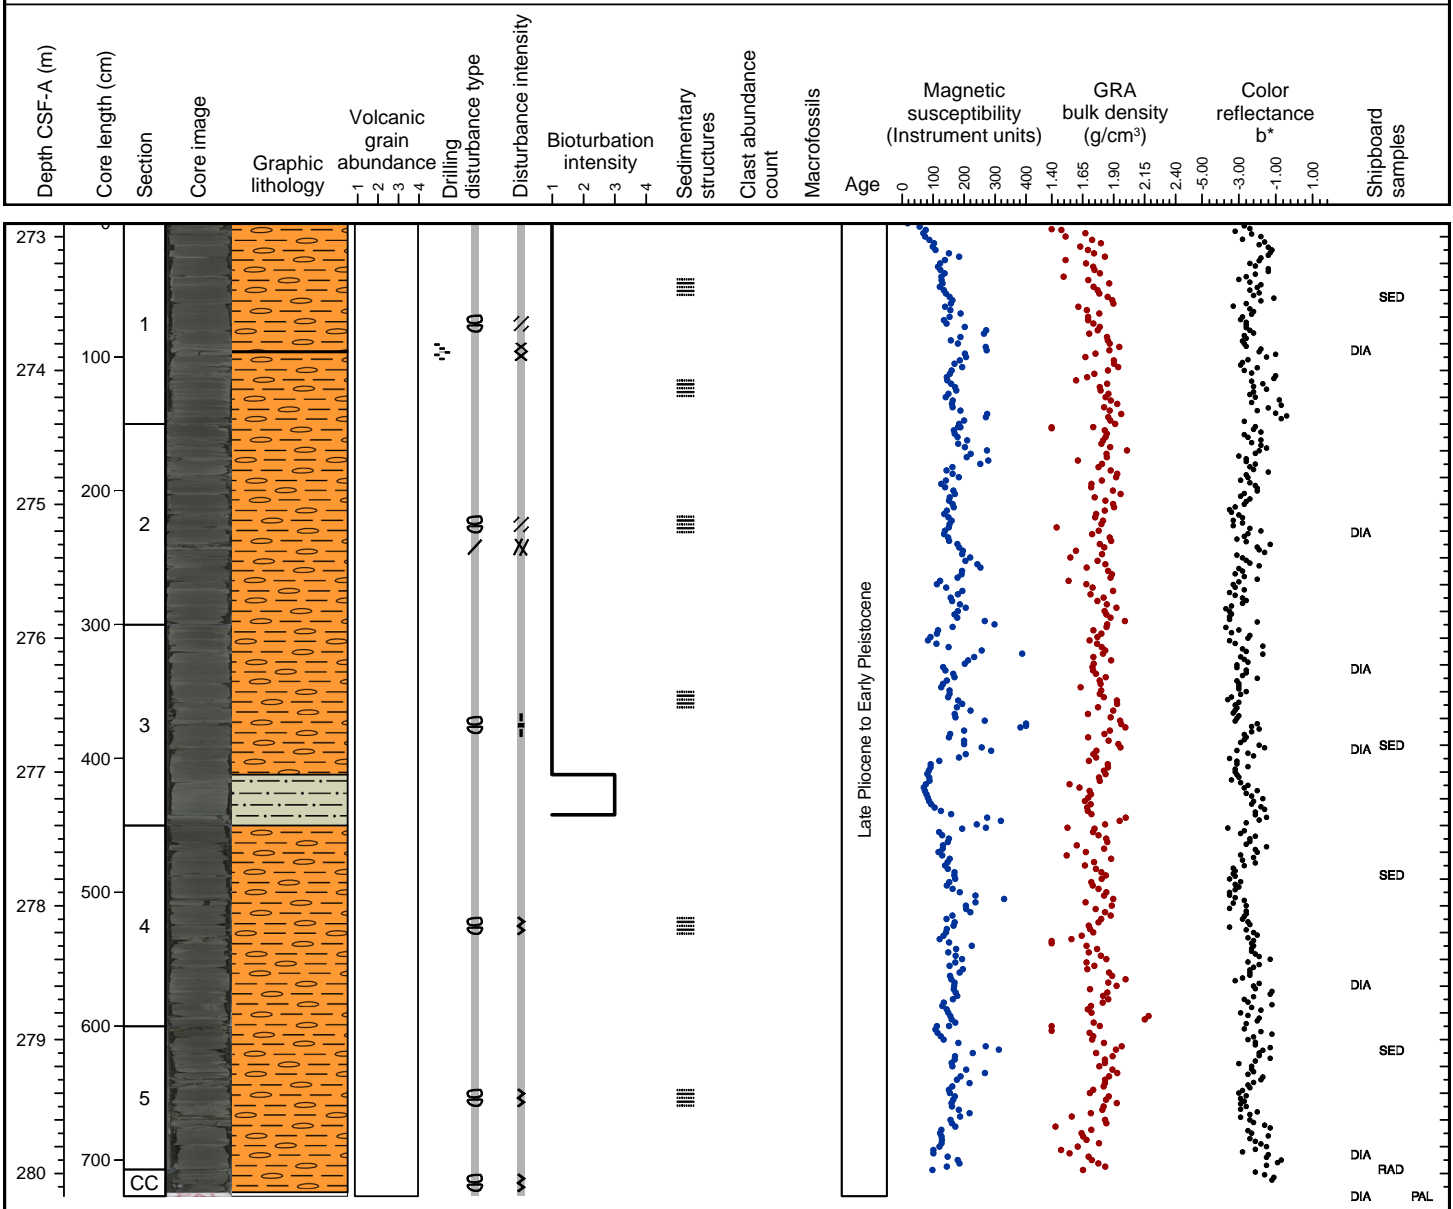 Depth CSF-A (m)
Core length (cm)
Section
Core image
Graphic
lithology
Volcanic
grain
abundance
1 2 3 4
Drilling
disturbance type
Disturbance intensity
Bioturbation
intensity
1 2 3 4
Sedimentary
structures
Clast abundance
count
Macrofossils
Age
Magnetic
susceptibility
(Instrument units)
0 100 200 300 400
GRA
bulk density
(g/cm³)
1.40 1.65 1.90 2.15 2.40
Color
reflectance
b*
-5.00 -3.00 -1.00 1.00
Shipboard
samples
0
273
SED
1
DIA
100
274
200
275
2
DIA
Late Pliocene to Early Pleistocene
300
276
DIA
3
DIA SED
400
277
SED
500
278
4
DIA
600
279
SED
5
DIA
700
RAD
280
CC
DIA PAL